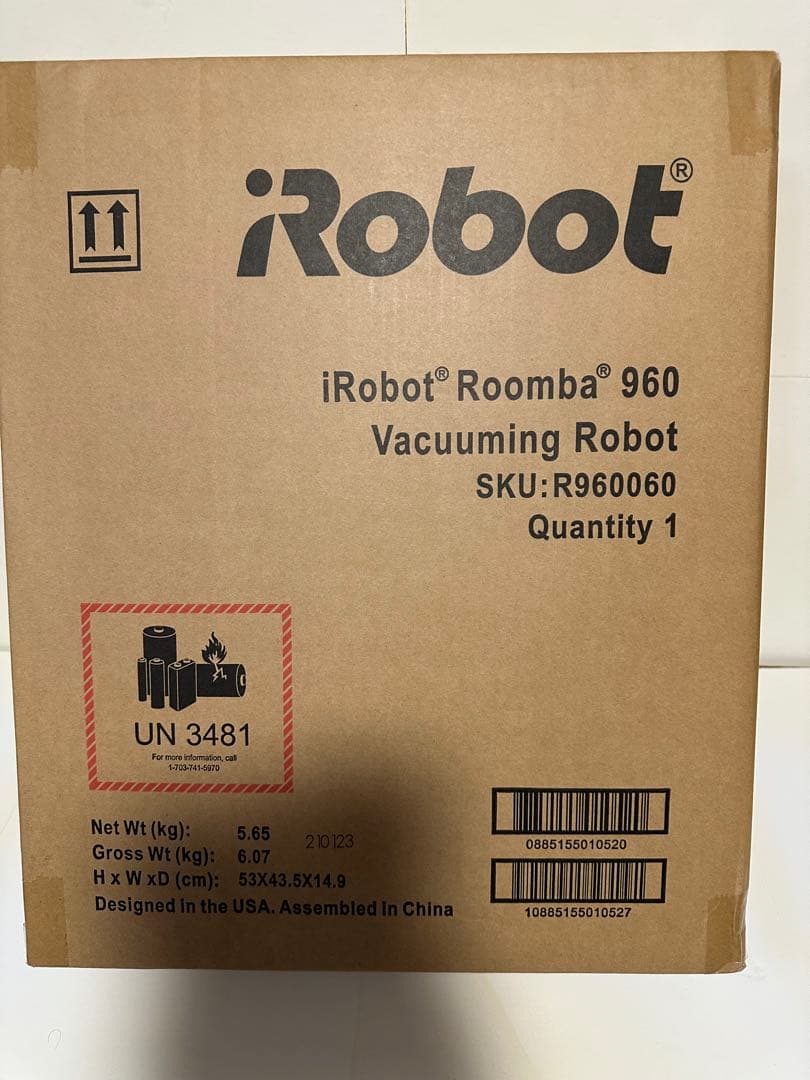 iRobot®
iRobot® Roomba® 960
Vacuuming Robot
SKU:R960060
Quantity 1
UN 3481
For more information, call
1-703-741-5970
Net Wt (kg): 5.65
210123
Gross Wt (kg): 6.07
H x W xD (cm): 53X43.5X14.9
Designed in the USA. Assembled in China
0885155010520
10885155010527